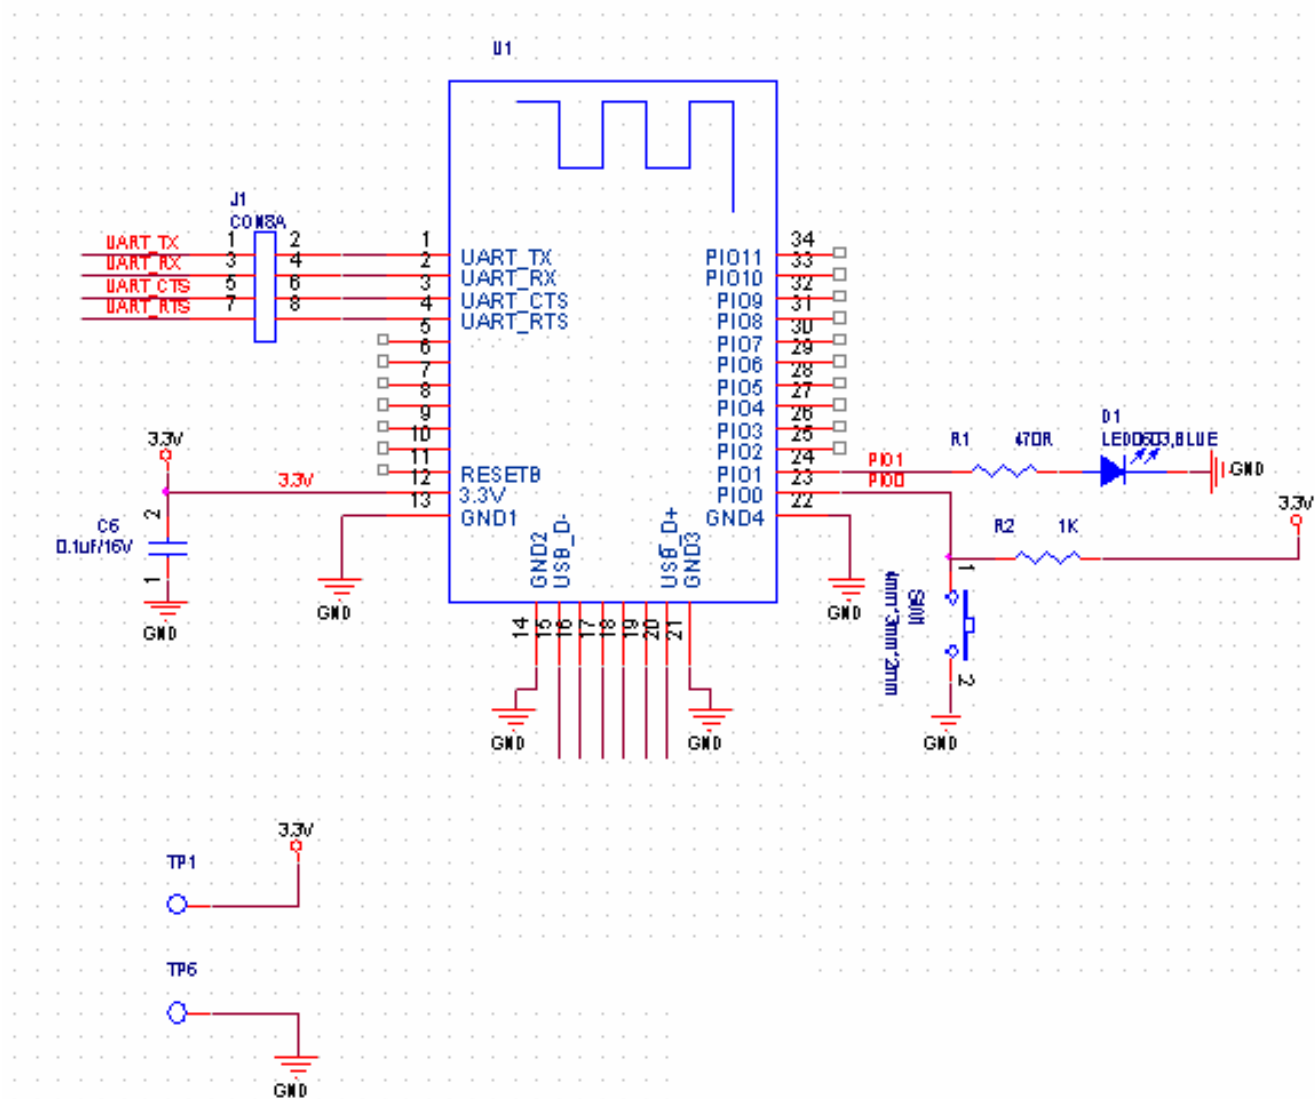 U1
J1
CON8A
UART_TX 1 2
UART_RX 3 4
UART_CTS 5 6
UART_RTS 7 8
1 UART_TX
2 UART_RX
3 UART_CTS
4 UART_RTS
5
6
7
8
9
10
11 RESETB
12 3.3V
13 GND1
34 PIO11
33 PIO10
32 PIO9
31 PIO8
30 PIO7
29 PIO6
28 PIO5
27 PIO4
26 PIO3
25 PIO2
24 PIO1
23 PIO0
22 GND4
GND2
USB_D-
USB_D+
GND3
14
15
16
17
18
19
20
21
3.3V
3.3V
2
C6
0.1uF/16V
1
GND
GND
GND
GND
GND
PIO1
PIO0
R1 470R
D1
LED0603,BLUE
GND
3.3V
R2 1K
1
4mm*3mm*2mm
2
GND
3.3V
TP1
TP6
GND